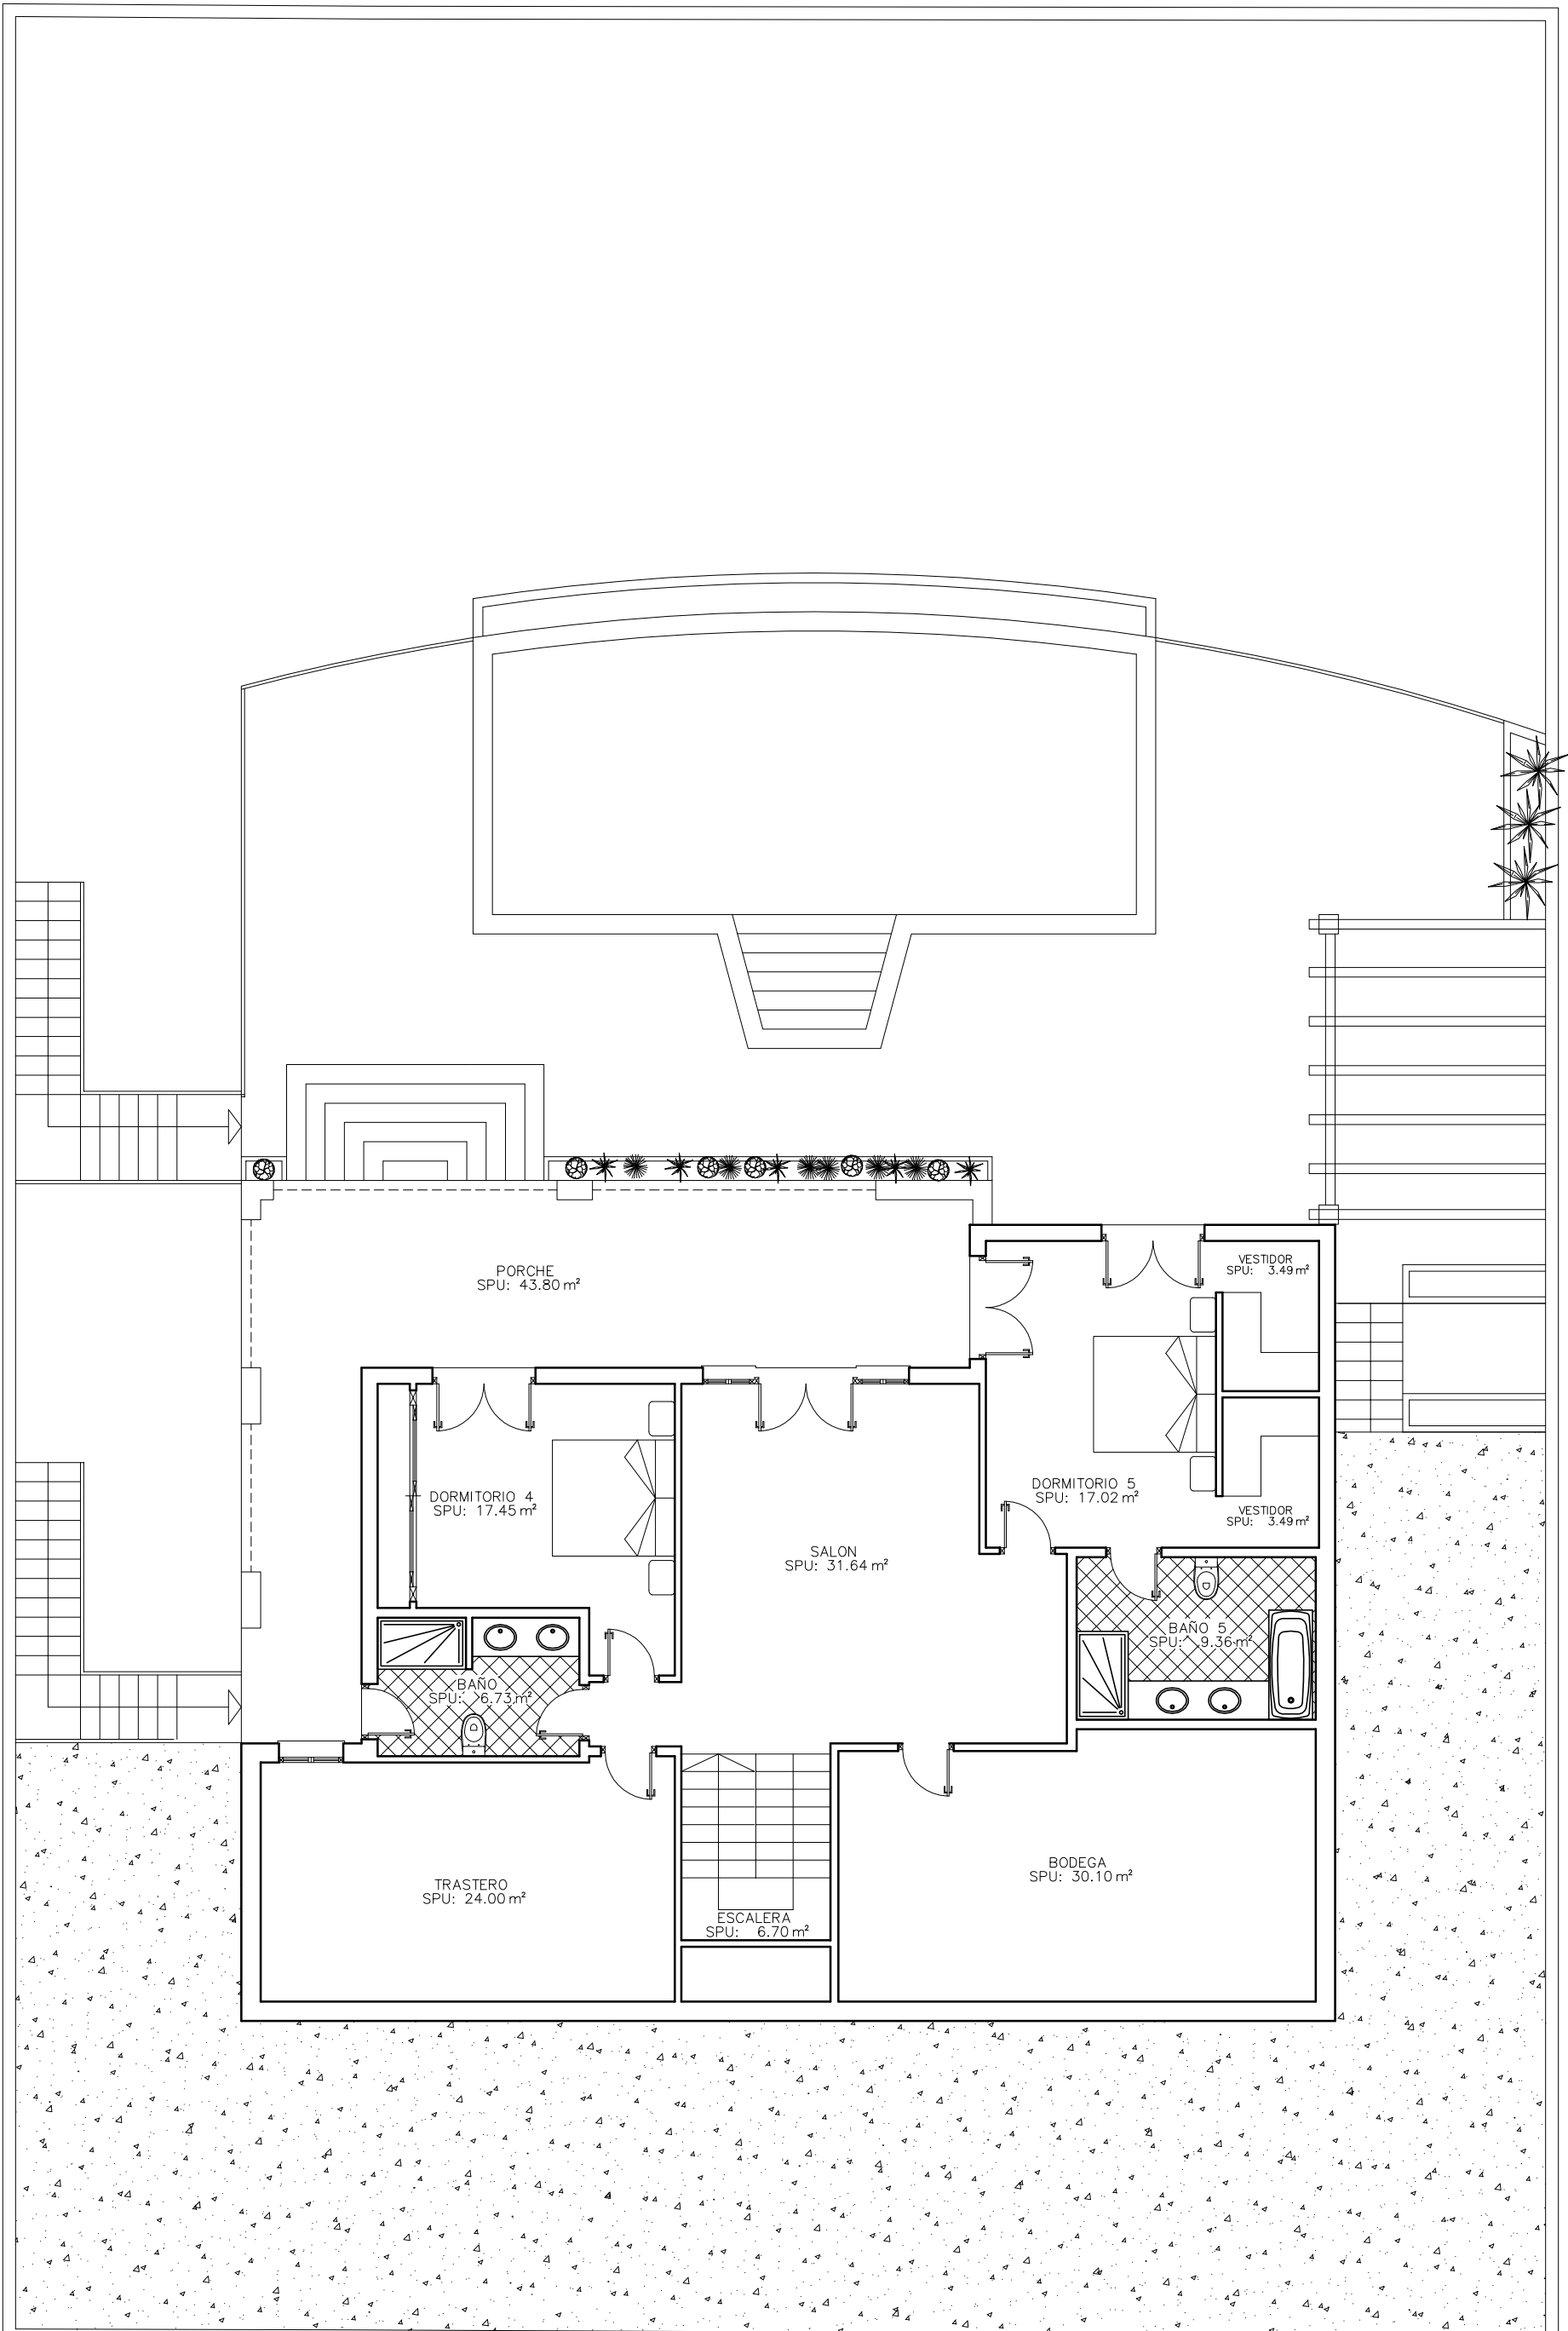 VESTIDOR
SPU: 3.49 m²
PORCHE
SPU: 43.80 m²
DORMITORIO 4
SPU: 17.45 m²
DORMITORIO 5
SPU: 17.02 m²
VESTIDOR
SPU: 3.49 m²
SALON
SPU: 31.64 m²
BAÑO 5
SPU: 9.36 m²
BAÑO
SPU: 6.73 m²
BODEGA
SPU: 30.10 m²
TRASTERO
SPU: 24.00 m²
ESCALERA
SPU: 6.70 m²